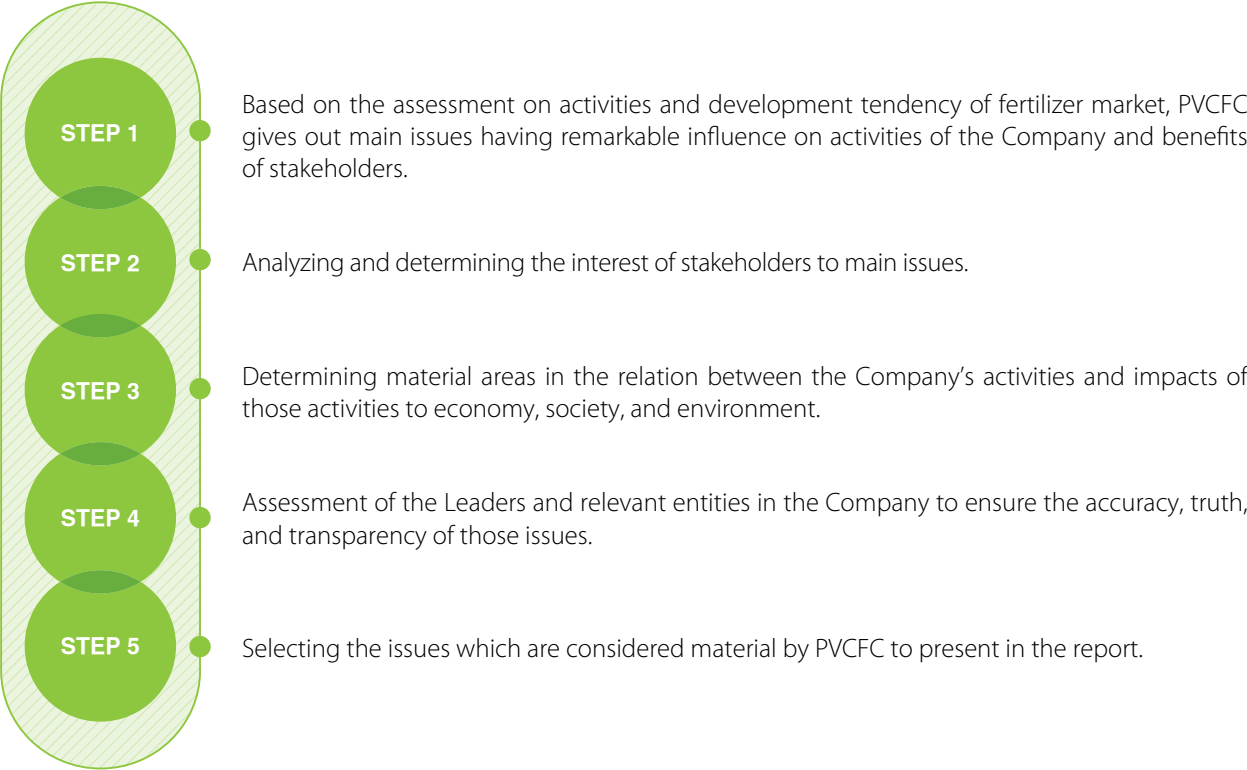 STEP 1
Based on the assessment on activities and development tendency of fertilizer market, PVCFC
gives out main issues having remarkable influence on activities of the Company and benefits
of stakeholders.
STEP 2
Analyzing and determining the interest of stakeholders to main issues.
STEP 3
Determining material areas in the relation between the Company’s activities and impacts of
those activities to economy, society, and environment.
STEP 4
Assessment of the Leaders and relevant entities in the Company to ensure the accuracy, truth,
and transparency of those issues.
STEP 5
Selecting the issues which are considered material by PVCFC to present in the report.